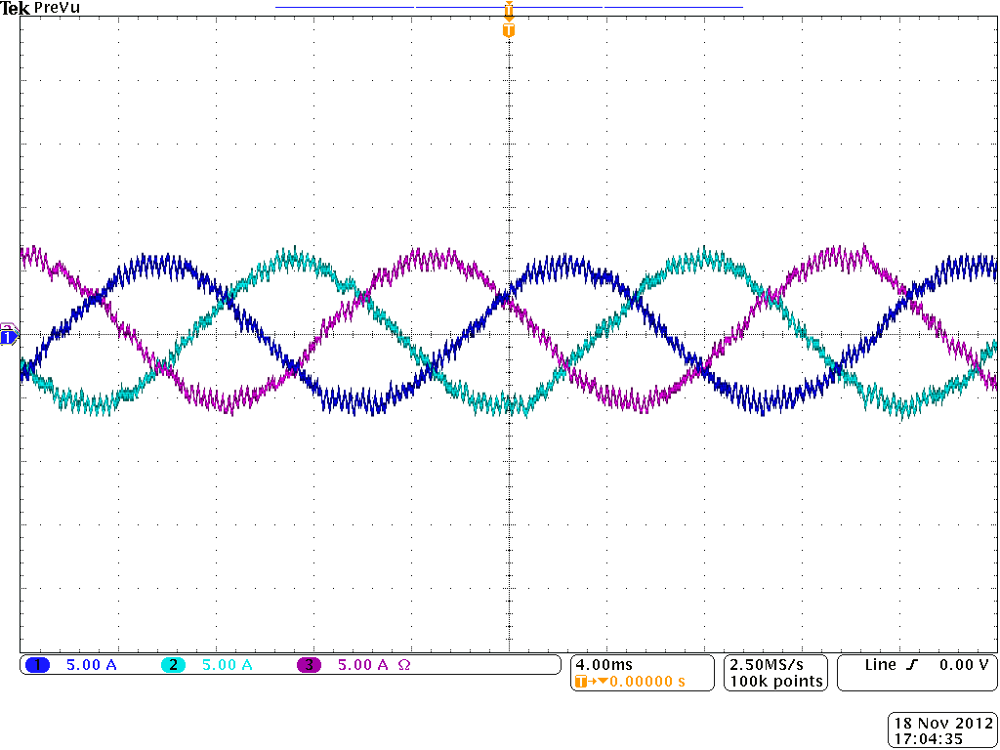 Tek PreVu
T
T
T
1 5.00 A 2 5.00 A 3 5.00 A Ω
4.00ms
T→▼0.00000 s
2.50MS/s
100k points
Line ƒ 0.00 V
18 Nov 2012
17:04:35